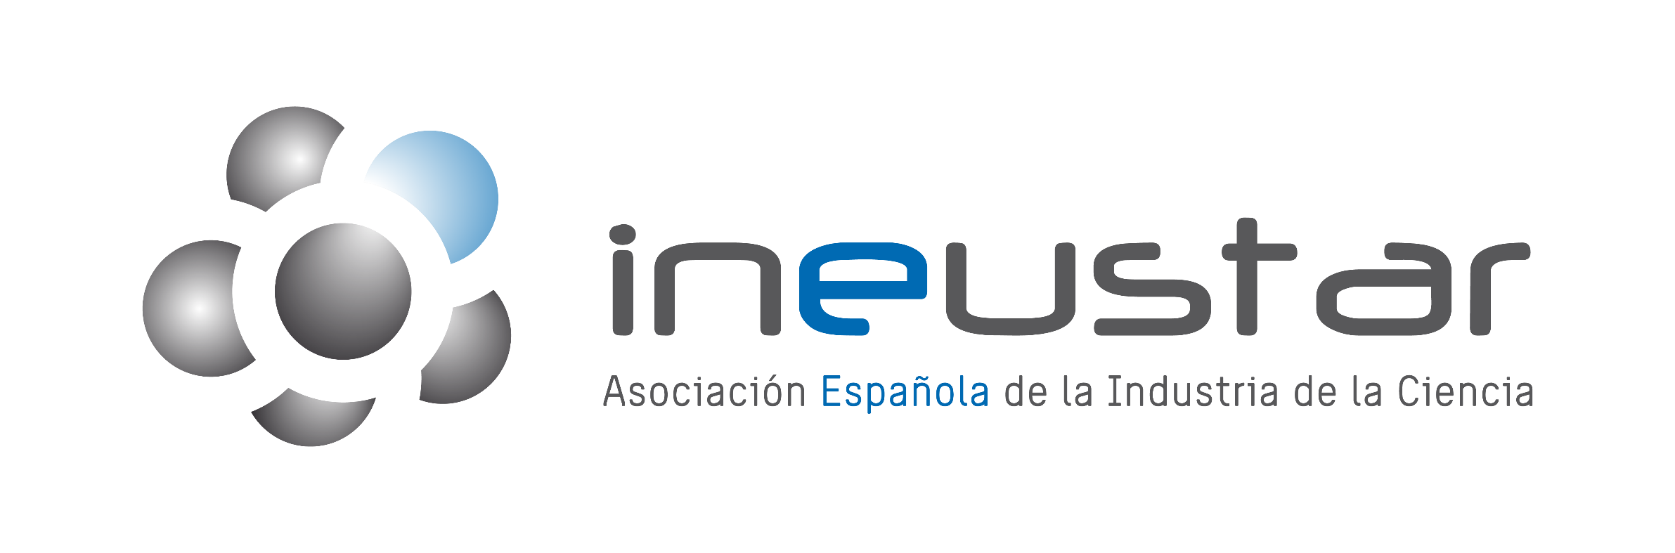 ineustar
Asociación Española de la Industria de la Ciencia